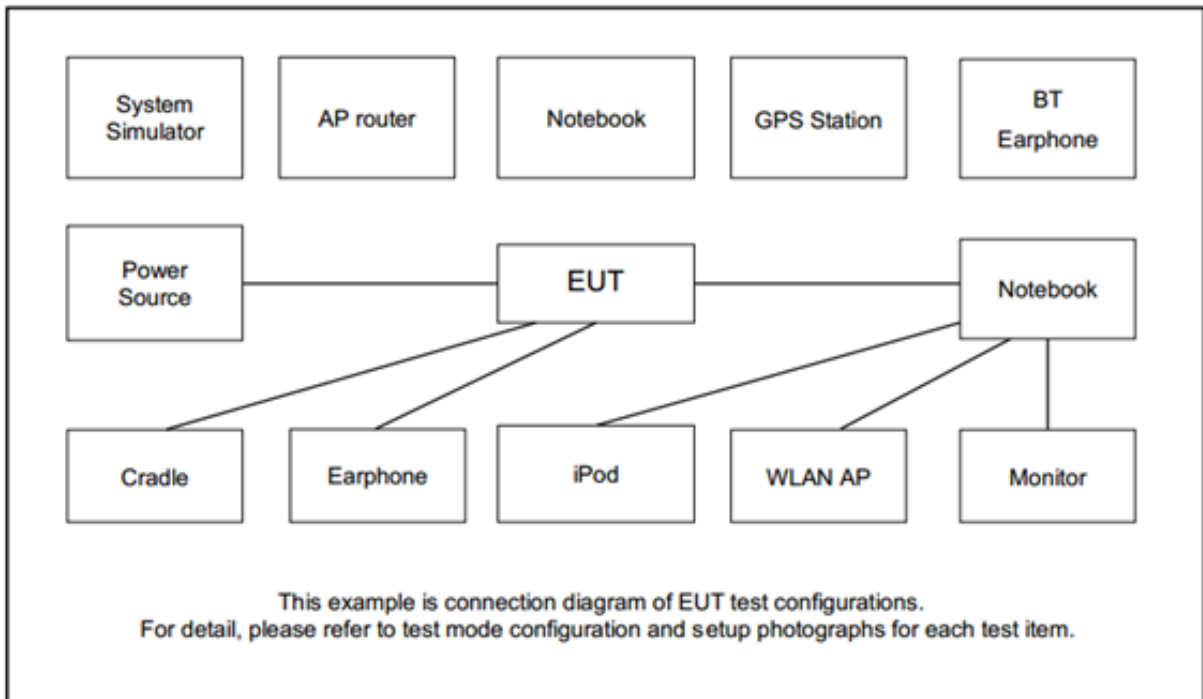 System
Simulator
AP router
Notebook
GPS Station
BT
Earphone
Power
Source
EUT
Notebook
Cradle
Earphone
iPod
WLAN AP
Monitor
This example is connection diagram of EUT test configurations.
For detail, please refer to test mode configuration and setup photographs for each test item.